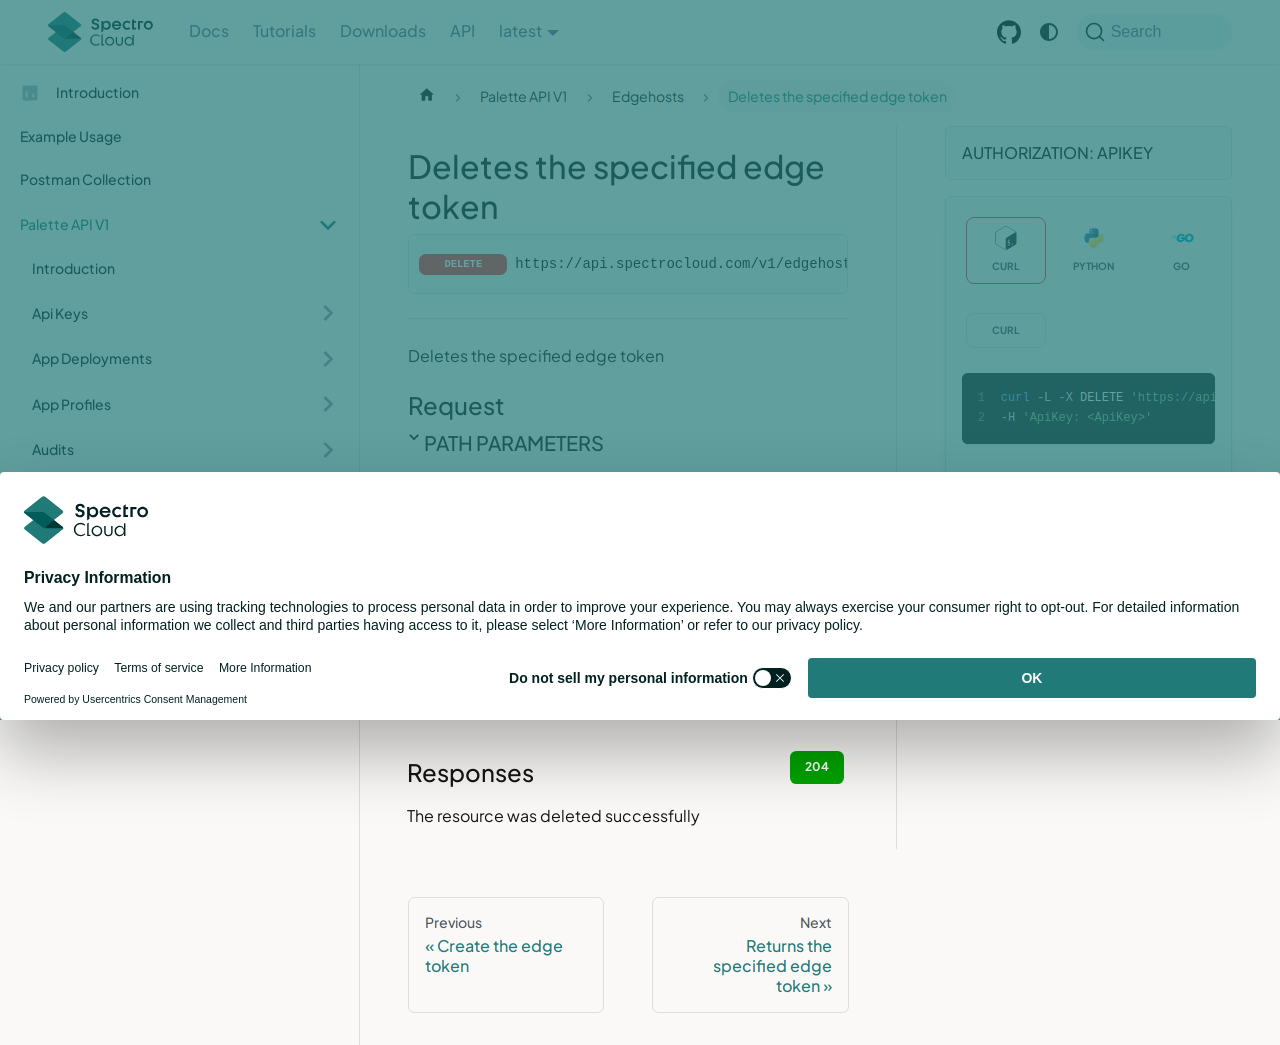 Spectro
Cloud
Docs
Tutorials
Downloads
API
latest
Search
Introduction
Example Usage
Postman Collection
Palette API V1
Introduction
Api Keys
App Deployments
App Profiles
Audits
Palette API V1
Edgehosts
Deletes the specified edge token
Deletes the specified edge
token
DELETE https://api.spectrocloud.com/v1/edgehost
Deletes the specified edge token
Request
PATH PARAMETERS
AUTHORIZATION: APIKEY
CURL
PYTHON
GO
CURL
1 curl -L -X DELETE 'https://api
2 -H 'ApiKey: <ApiKey>'
Spectro
Cloud
Privacy Information
We and our partners are using tracking technologies to process personal data in order to improve your experience. You may always exercise your consumer right to opt-out. For detailed information
about personal information we collect and third parties having access to it, please select ‘More Information’ or refer to our privacy policy.
Privacy policy
Terms of service
More Information
Powered by Usercentrics Consent Management
Do not sell my personal information
OK
Responses
204
The resource was deleted successfully
Previous
« Create the edge
token
Next
Returns the
specified edge
token »